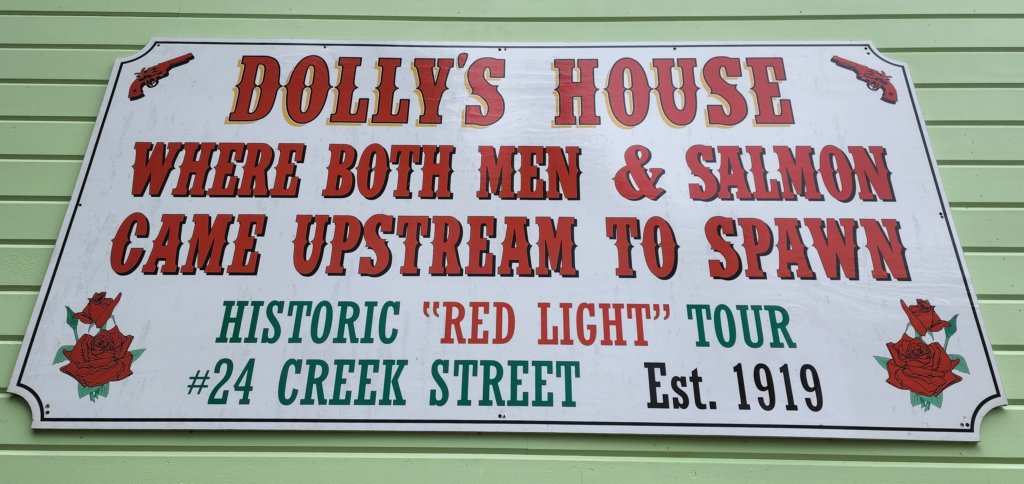 DOLLY'S HOUSE
WHERE BOTH MEN & SALMON
CAME UPSTREAM TO SPAWN
HISTORIC "RED LIGHT" TOUR
#24 CREEK STREET Est. 1919